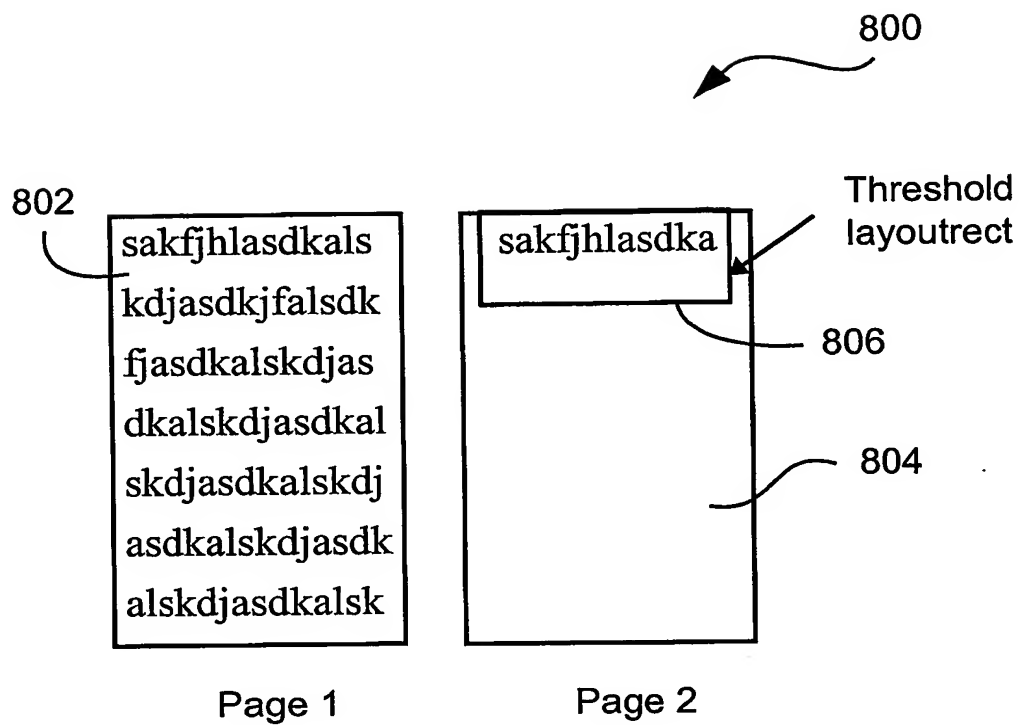 800
802
Threshold
layoutrect
sakfjhlasdkals
kdjasdkjfalsdk
fjasdkalskdjas
dkalskdjasdkal
skdjasdkalskdj
asdkalskdjasdk
alskdjasdkalsk
sakfjhlasdka
806
804
Page 1
Page 2